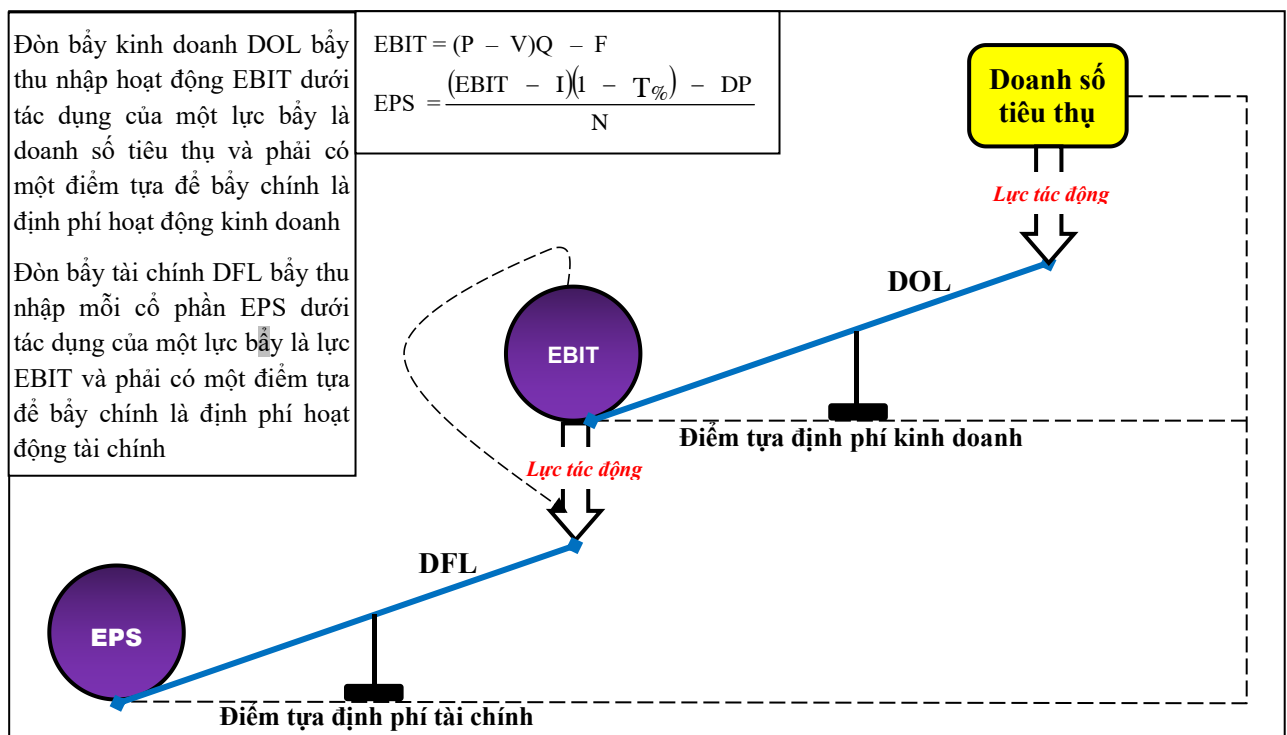 Đòn bẩy kinh doanh DOL bẩy
thu nhập hoạt động EBIT dưới
tác dụng của một lực bẩy là
doanh số tiêu thụ và phải có
một điểm tựa để bẩy chính là
định phí hoạt động kinh doanh
Đòn bẩy tài chính DFL bẩy thu
nhập mỗi cổ phần EPS dưới
tác dụng của một lực bẩy là lực
EBIT và phải có một điểm tựa
để bẩy chính là định phí hoạt
động tài chính
EBIT = (P – V)Q – F
EPS = ((EBIT – I)(1 – T%) – DP) / N
Doanh số
tiêu thụ
Lực tác động
DOL
EBIT
Điểm tựa định phí kinh doanh
Lực tác động
DFL
EPS
Điểm tựa định phí tài chính